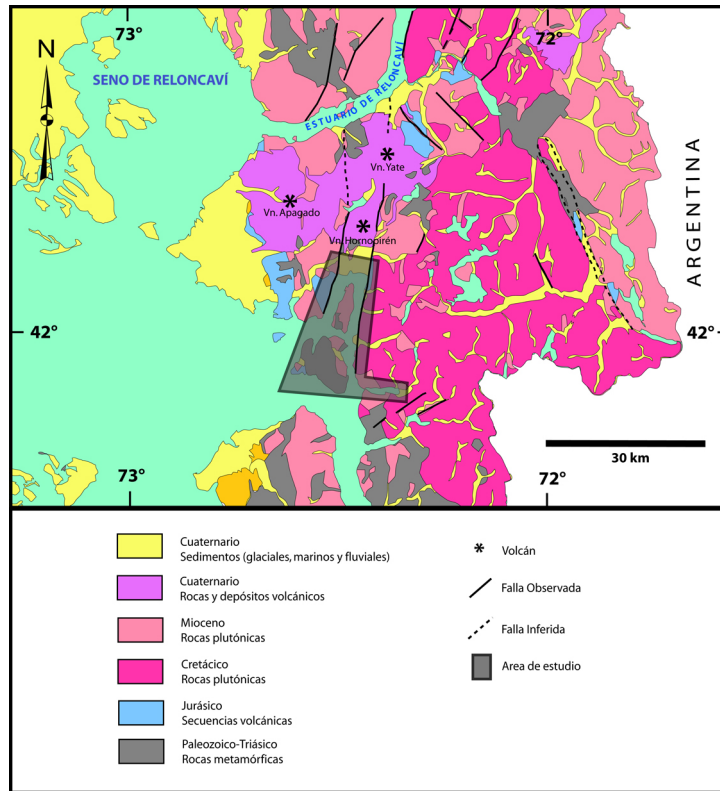 73°
72°
N
SENO DE RELONCAVÍ
ESTUARIO DE RELONCAVÍ
Vn. Yate
Vn. Apagado
Vn. Hornopirén
ARGENTINA
42°
42°
30 km
73°
72°
Cuaternario
Sedimentos (glaciales, marinos y fluviales)
Cuaternario
Rocas y depósitos volcánicos
Mioceno
Rocas plutónicas
Cretácico
Rocas plutónicas
Jurásico
Secuencias volcánicas
Paleozoico-Triásico
Rocas metamórficas
Volcán
Falla Observada
Falla Inferida
Area de estudio